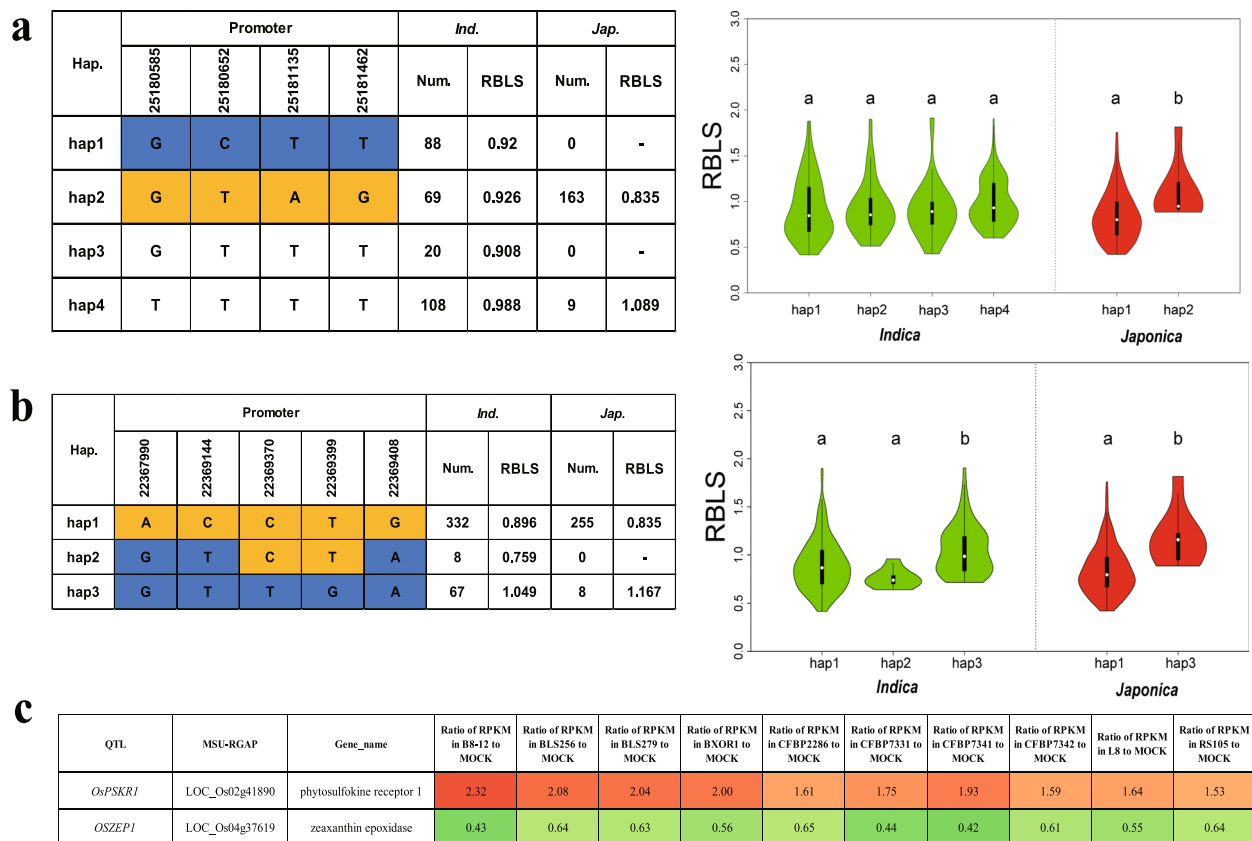 a
Hap. Promoter Ind. Jap.
25180585 25180652 25181135 25181462 Num. RBLS Num. RBLS
hap1 G C T T 88 0.92 0 -
hap2 G T A G 69 0.926 163 0.835
hap3 G T T T 20 0.908 0 -
hap4 T T T T 108 0.988 9 1.089
RBLS
3.0
2.5
2.0
1.5
1.0
0.5
0.0
a a a a a b
hap1 hap2 hap3 hap4 hap1 hap2
Indica Japonica
b
Hap. Promoter Ind. Jap.
22367990 22369144 22369370 22369399 22369408 Num. RBLS Num. RBLS
hap1 A C C T G 332 0.896 255 0.835
hap2 G T C T A 8 0.759 0 -
hap3 G T T G A 67 1.049 8 1.167
RBLS
3.0
2.5
2.0
1.5
1.0
0.5
0.0
a a b a b
hap1 hap2 hap3 hap1 hap3
Indica Japonica
c
QTL MSU-RGAP Gene_name Ratio of RPKM in B8-12 to MOCK Ratio of RPKM in BLS256 to MOCK Ratio of RPKM in BLS279 to MOCK Ratio of RPKM in BXOR1 to MOCK Ratio of RPKM in CFBP2286 to MOCK Ratio of RPKM in CFBP7331 to MOCK Ratio of RPKM in CFBP7341 to MOCK Ratio of RPKM in CFBP7342 to MOCK Ratio of RPKM in L8 to MOCK Ratio of RPKM in RS105 to MOCK
OsPSKR1 LOC_Os02g41890 phytosulfokine receptor 1 2.32 2.08 2.04 2.00 1.61 1.75 1.93 1.59 1.64 1.53
OSZEP1 LOC_Os04g37619 zeaxanthin epoxidase 0.43 0.64 0.63 0.56 0.65 0.44 0.42 0.61 0.55 0.64